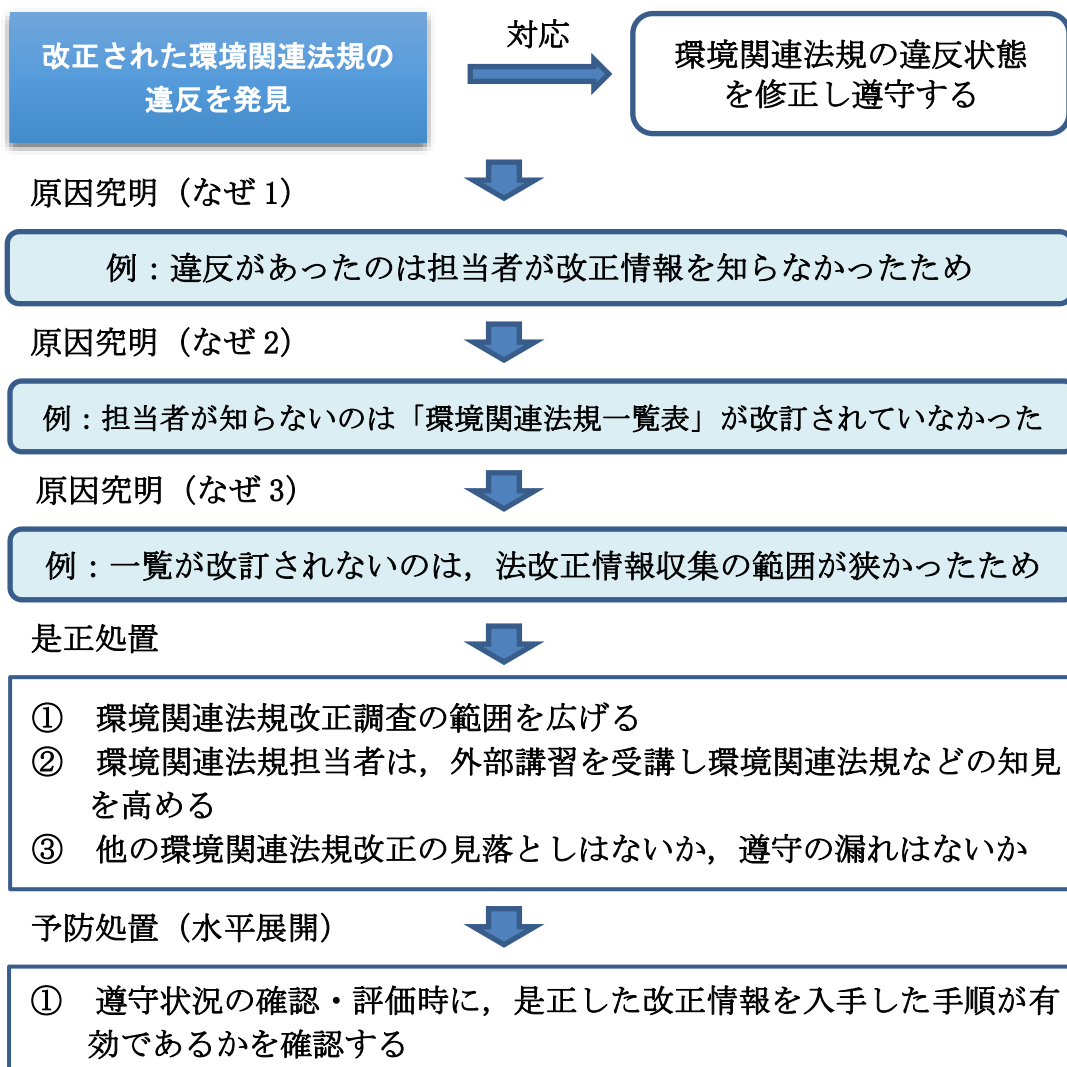 改正された環境関連法規の
違反を発見
対応
環境関連法規の違反状態
を修正し遵守する
原因究明（なぜ 1）
例：違反があったのは担当者が改正情報を知らなかったため
原因究明（なぜ 2）
例：担当者が知らないのは「環境関連法規一覧表」が改訂されていなかった
原因究明（なぜ 3）
例：一覧が改訂されないのは，法改正情報収集の範囲が狭かったため
是正処置
①　環境関連法規改正調査の範囲を広げる
②　環境関連法規担当者は，外部講習を受講し環境関連法規などの知見
を高める
③　他の環境関連法規改正の見落としはないか，遵守の漏れはないか
予防処置（水平展開）
①　遵守状況の確認・評価時に，是正した改正情報を入手した手順が有
効であるかを確認する